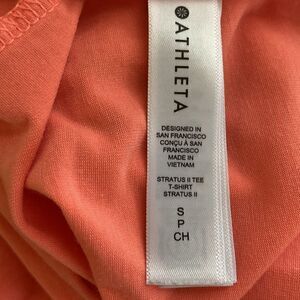 ATHLETA
DESIGNED IN
SAN FRANCISCO
CONÇU À SAN
FRANCISCO
MADE IN
VIETNAM
STRATUS II TEE
T-SHIRT
STRATUS II
S
P
CH